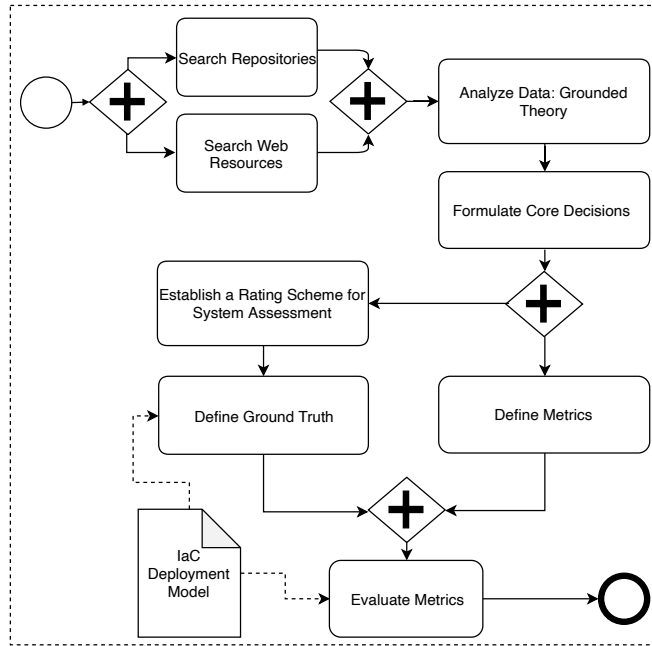 Search Repositories
Search Web
Resources
Analyze Data: Grounded
Theory
Formulate Core Decisions
Establish a Rating Scheme for
System Assessment
Define Ground Truth
Define Metrics
IaC
Deployment
Model
Evaluate Metrics